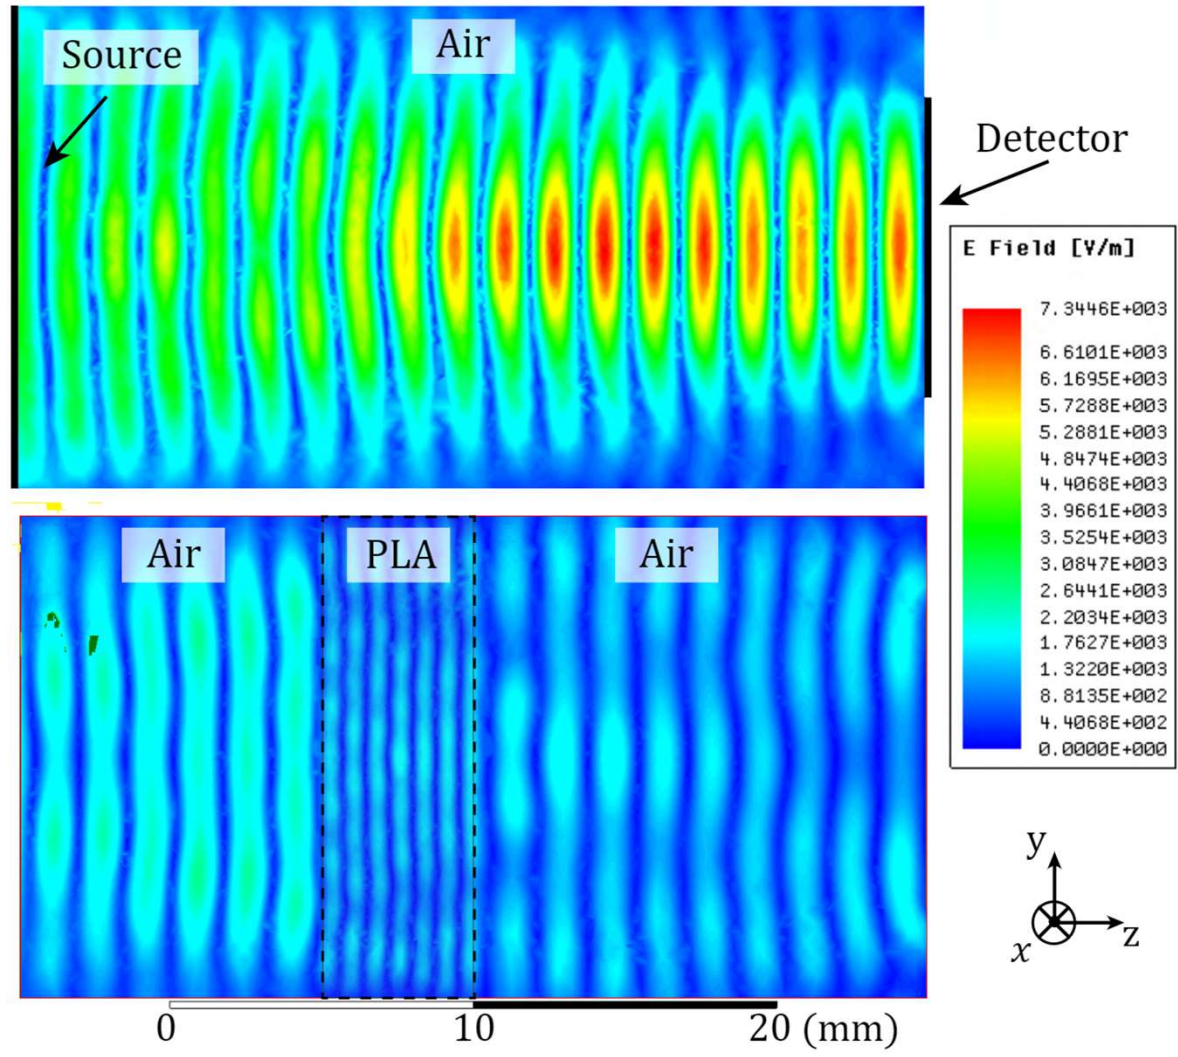 Source
Air
Detector
E Field [V/m]
7.3446E+003
6.6101E+003
6.1695E+003
5.7288E+003
5.2881E+003
4.8474E+003
4.4068E+003
3.9661E+003
3.5254E+003
3.0847E+003
2.6441E+003
2.2034E+003
1.7627E+003
1.3220E+003
8.8135E+002
4.4068E+002
0.0000E+000
Air
PLA
Air
y
x
z
0 10 20 (mm)